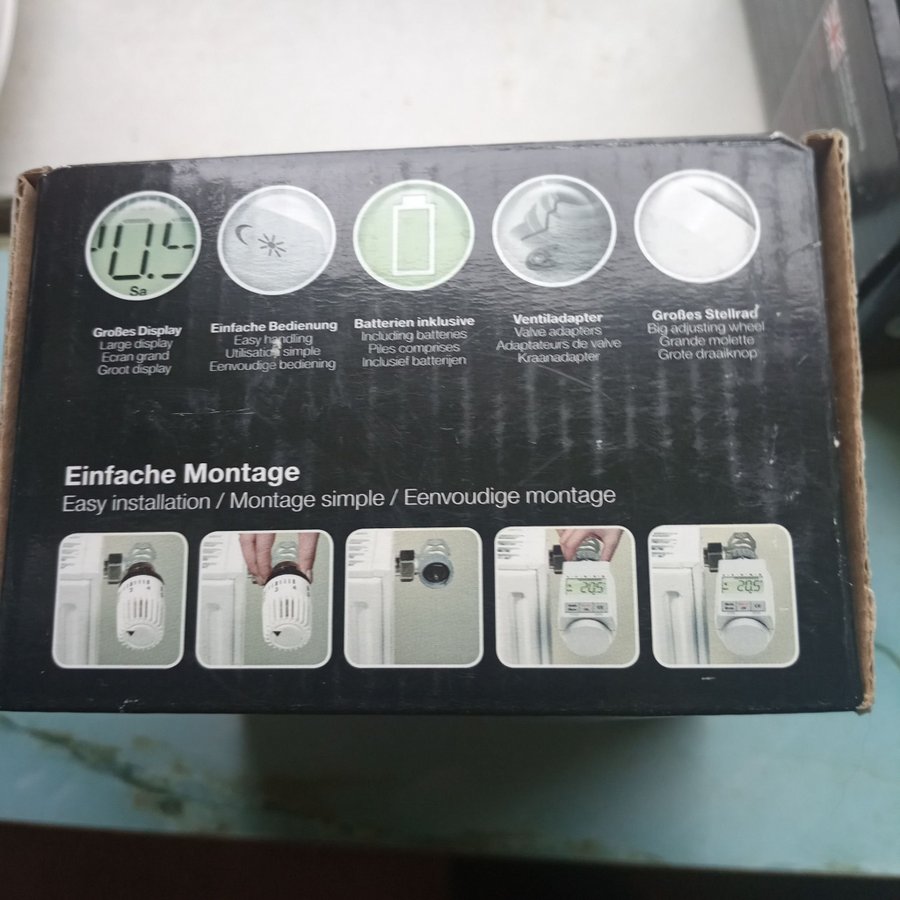 0.5
Sa
Großes Display
Large display
Ecran grand
Groot display
Einfache Bedienung
Easy handling
Utilisation simple
Eenvoudige bediening
Batterien inklusive
Including batteries
Piles comprises
Inclusief batterijen
Ventiladapter
Valve adapters
Adaptateurs de valve
Kraanadapter
Großes Stellrad
Big adjusting wheel
Grande molette
Grote draaiknop
Einfache Montage
Easy installation / Montage simple / Eenvoudige montage
20,5
20,5